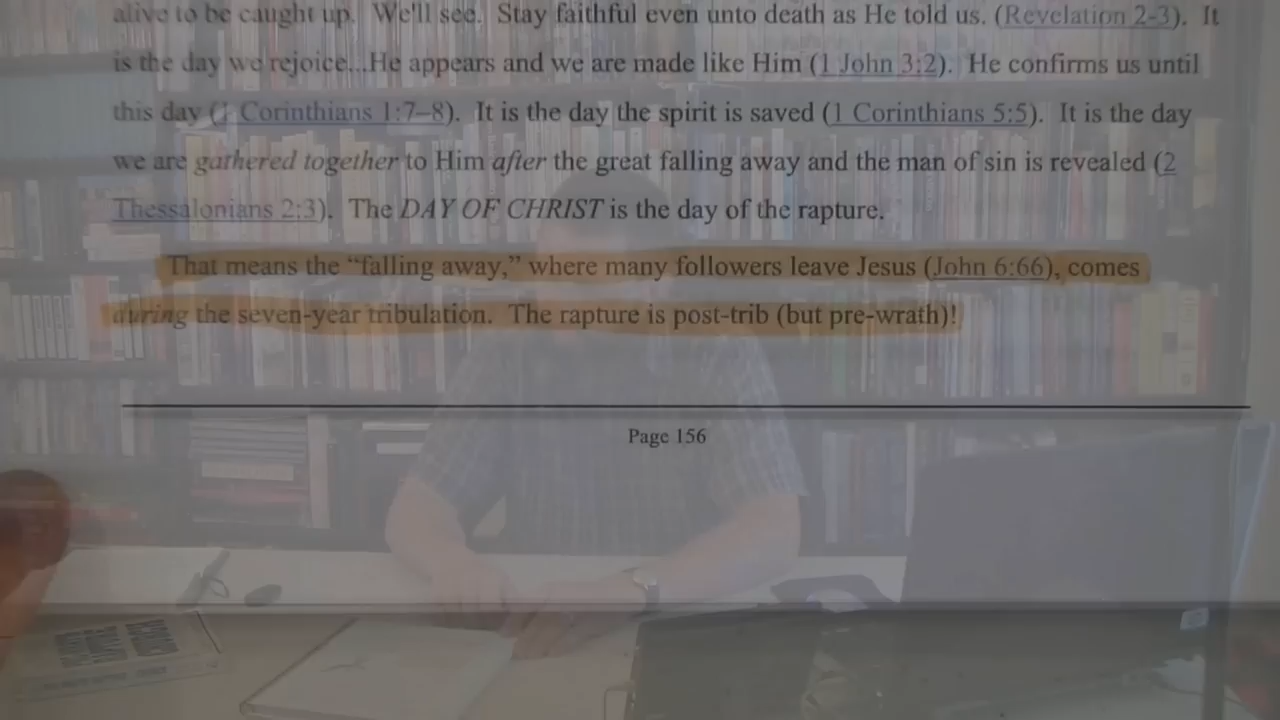 alive to be caught up. We'll see. Stay faithful even unto death as He told us. (Revelation 2-3). It
is the day we rejoice...He appears and we are made like Him (1 John 3:2). He confirms us until
this day (1 Corinthians 1:7–8). It is the day the spirit is saved (1 Corinthians 5:5). It is the day
we are gathered together to Him after the great falling away and the man of sin is revealed (2
Thessalonians 2:3). The DAY OF CHRIST is the day of the rapture.
That means the “falling away,” where many followers leave Jesus (John 6:66), comes
during the seven-year tribulation. The rapture is post-trib (but pre-wrath)!
Page 156